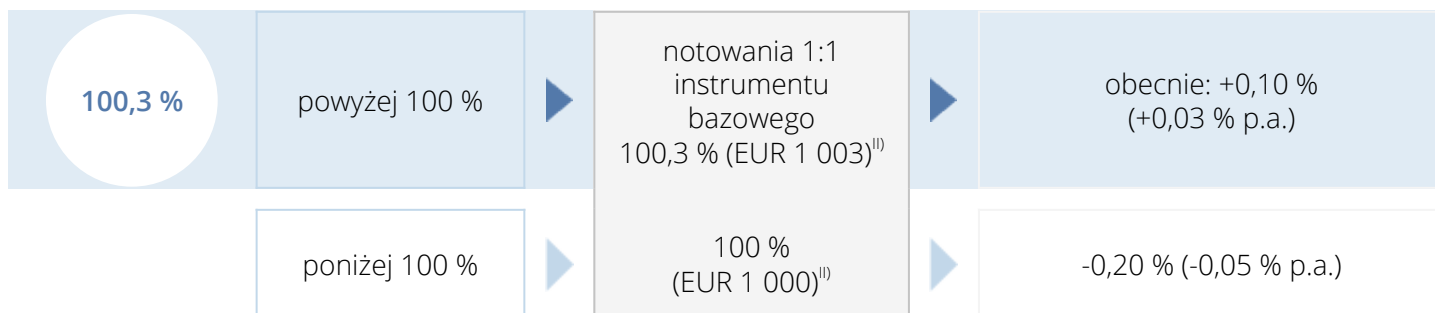 100,3 %
powyżej 100 %
notowania 1:1
instrumentu
bazowego
100,3 % (EUR 1 003)II)
obecnie: +0,10 %
(+0,03 % p.a.)
poniżej 100 %
100 %
(EUR 1 000)II)
-0,20 % (-0,05 % p.a.)